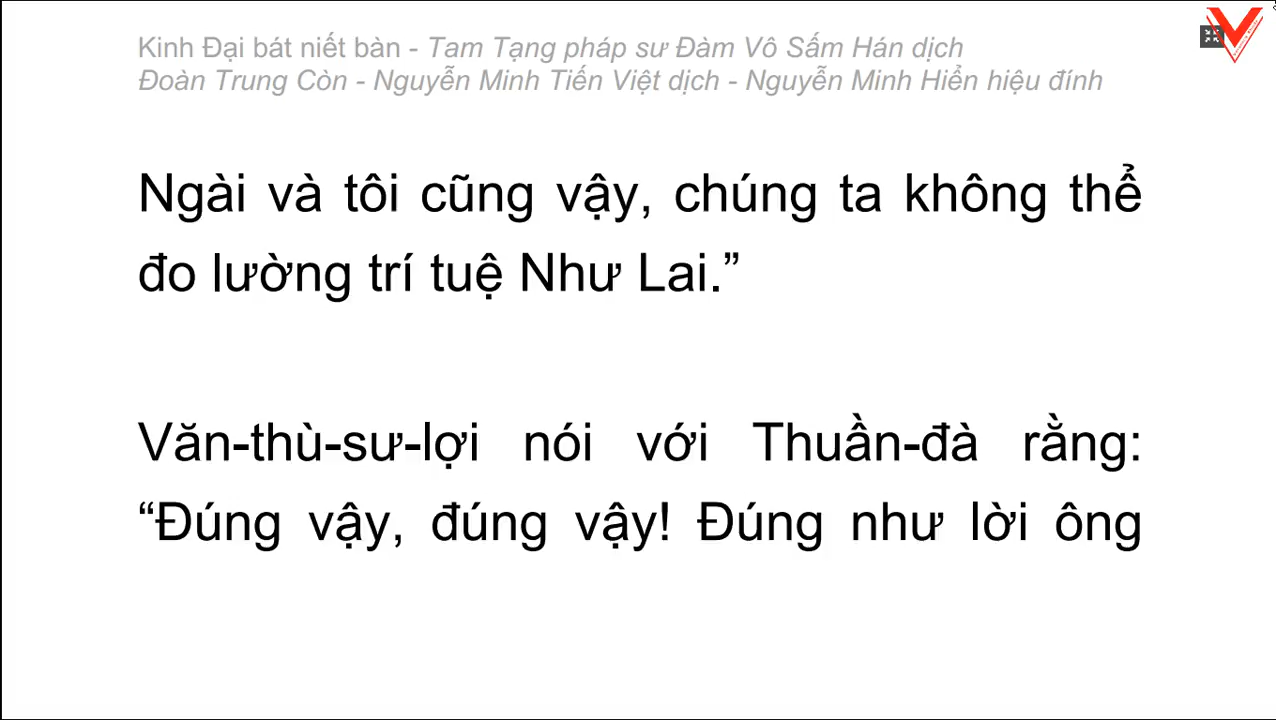 Kinh Đại bát niết bàn - Tam Tạng pháp sư Đàm Vô Sấm Hán dịch
Đoàn Trung Còn - Nguyễn Minh Tiến Việt dịch - Nguyễn Minh Hiển hiệu đính
Ngài và tôi cũng vậy, chúng ta không thể
đo lường trí tuệ Như Lai.”
Văn-thù-sư-lợi nói với Thuần-đà rằng:
“Đúng vậy, đúng vậy! Đúng như lời ông